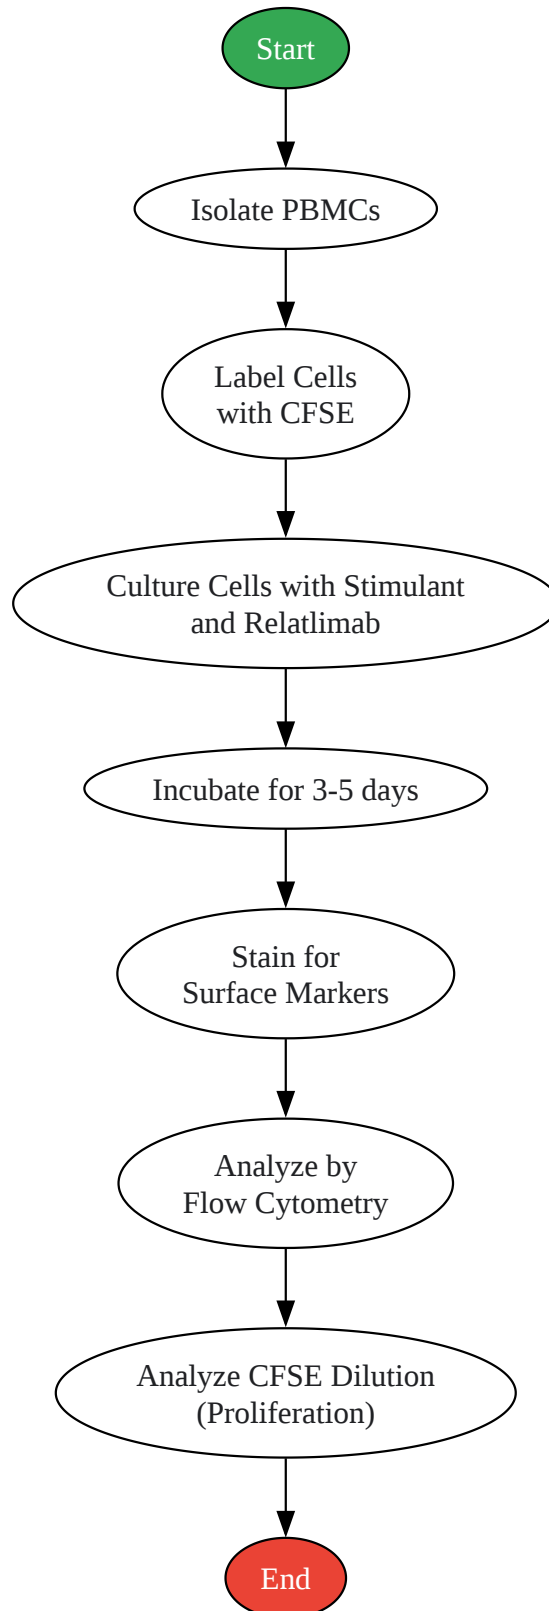 Start
Isolate PBMCs
Label Cells
with CFSE
Culture Cells with Stimulant
and Relatlimab
Incubate for 3-5 days
Stain for
Surface Markers
Analyze by
Flow Cytometry
Analyze CFSE Dilution
(Proliferation)
End